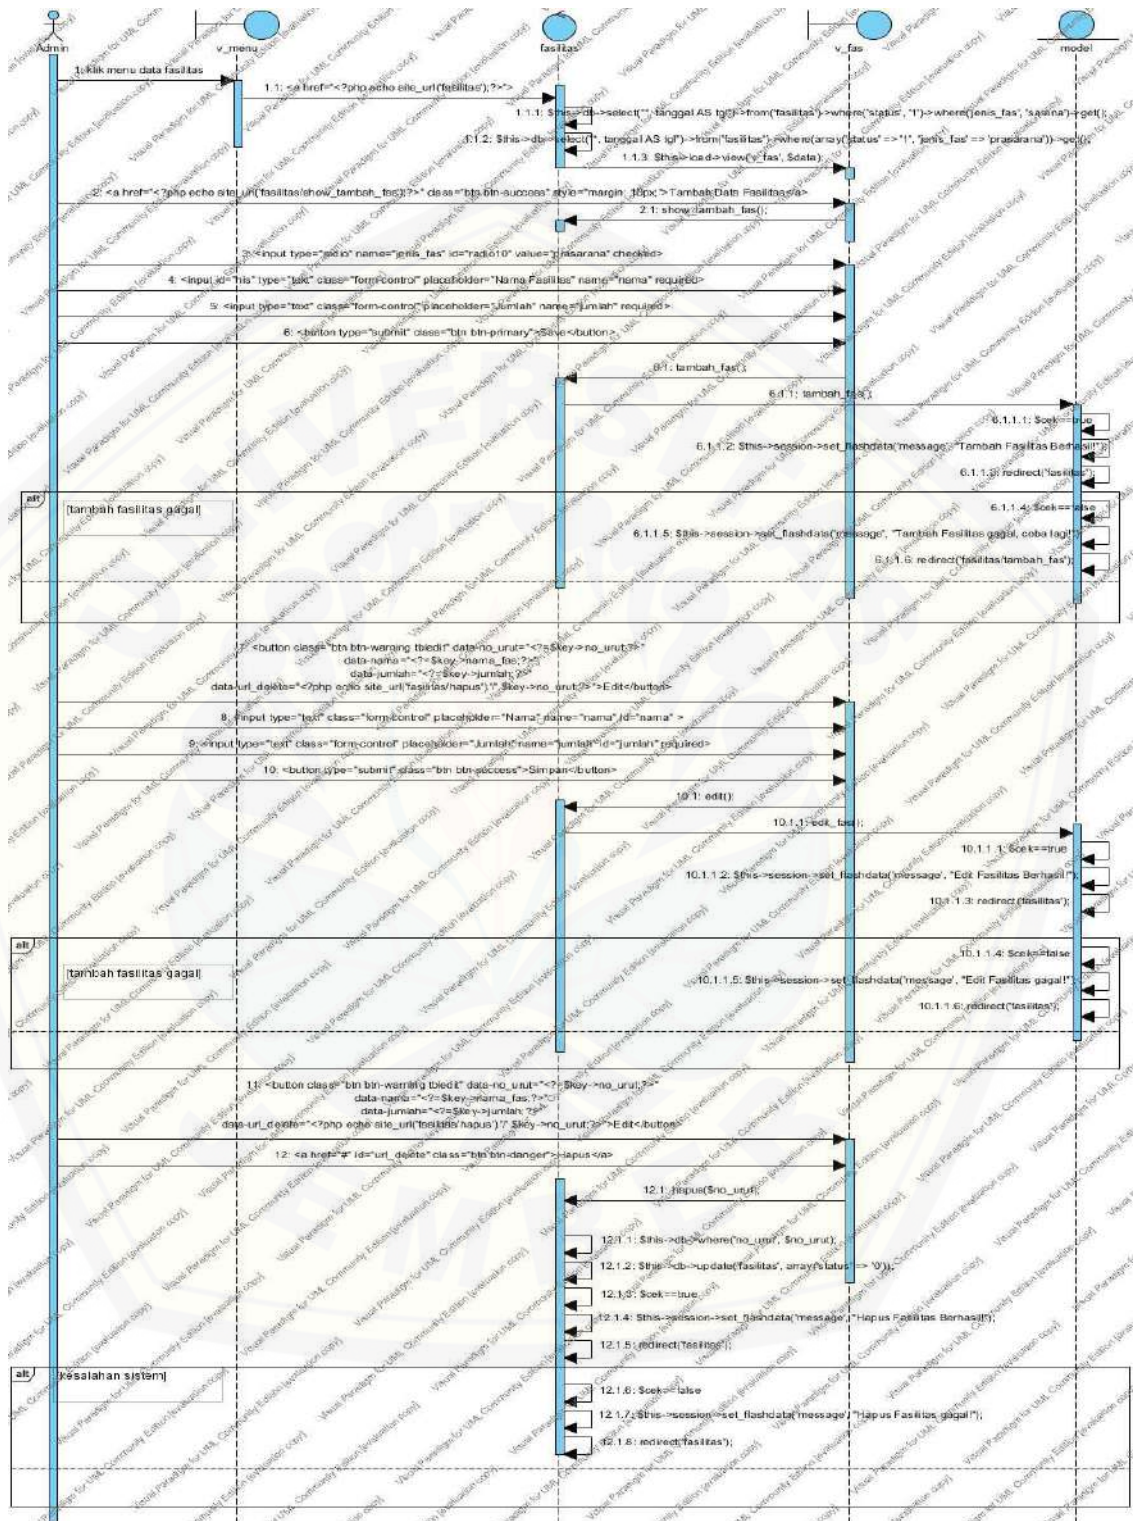 Admin
v_menu
fasilitas
v_fas
model
1: klik menu data fasilitas
1.1: <a href="<?php echo site_url('fasilitas');?>">
1.1.1: $this->db->select("*, tanggal AS tgl")->from("fasilitas")->where("status", "1")->where("jenis_fas", "sarana")->get();
1.1.2: $this->db->select("*, tanggal AS tgl")->from("fasilitas")->where(array("status" => "1", "jenis_fas" => "prasarana"))->get();
1.1.3: $this->load->view('v_fas', $data);
2: <a href="<?php echo site_url('fasilitas/show_tambah_fas');?>" class="btn btn-success" style="margin: 10px;">Tambah Data Fasilitas</a>
2.1: show_tambah_fas();
3: <input type="radio" name="jenis_fas" id="radio10" value="prasarana" checked>
4: <input id="nis" type="text" class="form-control" placeholder="Nama Fasilitas" name="nama" required>
5: <input type="text" class="form-control" placeholder="Jumlah" name="jumlah" required>
6: <button type="submit" class="btn btn-primary">Save</button>
6.1: tambah_fas();
6.1.1: tambah_fas();
6.1.1.1: $cek==true
6.1.1.2: $this->session->set_flashdata('message', "Tambah Fasilitas Berhasil!");
6.1.1.3: redirect('fasilitas');
alt
[tambah fasilitas gagal]
6.1.1.4: $cek==false
6.1.1.5: $this->session->set_flashdata('message', "Tambah Fasilitas gagal, coba lagi!");
6.1.1.6: redirect('fasilitas/tambah_fas');
7: <button class="btn btn-warning tbledit" data-no_urut="<?=$key->no_urut;?>"
data-nama="<?=$key->nama_fas;?>"
data-jumlah="<?=$key->jumlah;?>"
data-url_delete="<?php echo site_url('fasilitas/hapus')."/".$key->no_urut;?>">Edit</button>
8: <input type="text" class="form-control" placeholder="Nama" name="nama" id="nama" >
9: <input type="text" class="form-control" placeholder="Jumlah" name="jumlah" id="jumlah" required>
10: <button type="submit" class="btn btn-success">Simpan</button>
10.1: edit();
10.1.1: edit_fas();
10.1.1.1: $cek==true
10.1.1.2: $this->session->set_flashdata('message', "Edit Fasilitas Berhasil!");
10.1.1.3: redirect('fasilitas');
alt
[tambah fasilitas gagal]
10.1.1.4: $cek==false
10.1.1.5: $this->session->set_flashdata('message', "Edit Fasilitas gagal!");
10.1.1.6: redirect('fasilitas');
11: <button class="btn btn-warning tbledit" data-no_urut="<?=$key->no_urut;?>"
data-nama="<?=$key->nama_fas;?>"
data-jumlah="<?=$key->jumlah;?>"
data-url_delete="<?php echo site_url('fasilitas/hapus')."/".$key->no_urut;?>">Edit</button>
12: <a href="#" id="url_delete" class="btn btn-danger">Hapus</a>
12.1: hapus($no_urut);
12.1.1: $this->db->where('no_urut', $no_urut);
12.1.2: $this->db->update('fasilitas', array('status' => '0'));
12.1.3: $cek==true
12.1.4: $this->session->set_flashdata('message', "Hapus Fasilitas Berhasil!");
12.1.5: redirect('fasilitas');
alt
[kesalahan sistem]
12.1.6: $cek==false
12.1.7: $this->session->set_flashdata('message', "Hapus Fasilitas gagal!");
12.1.8: redirect('fasilitas');